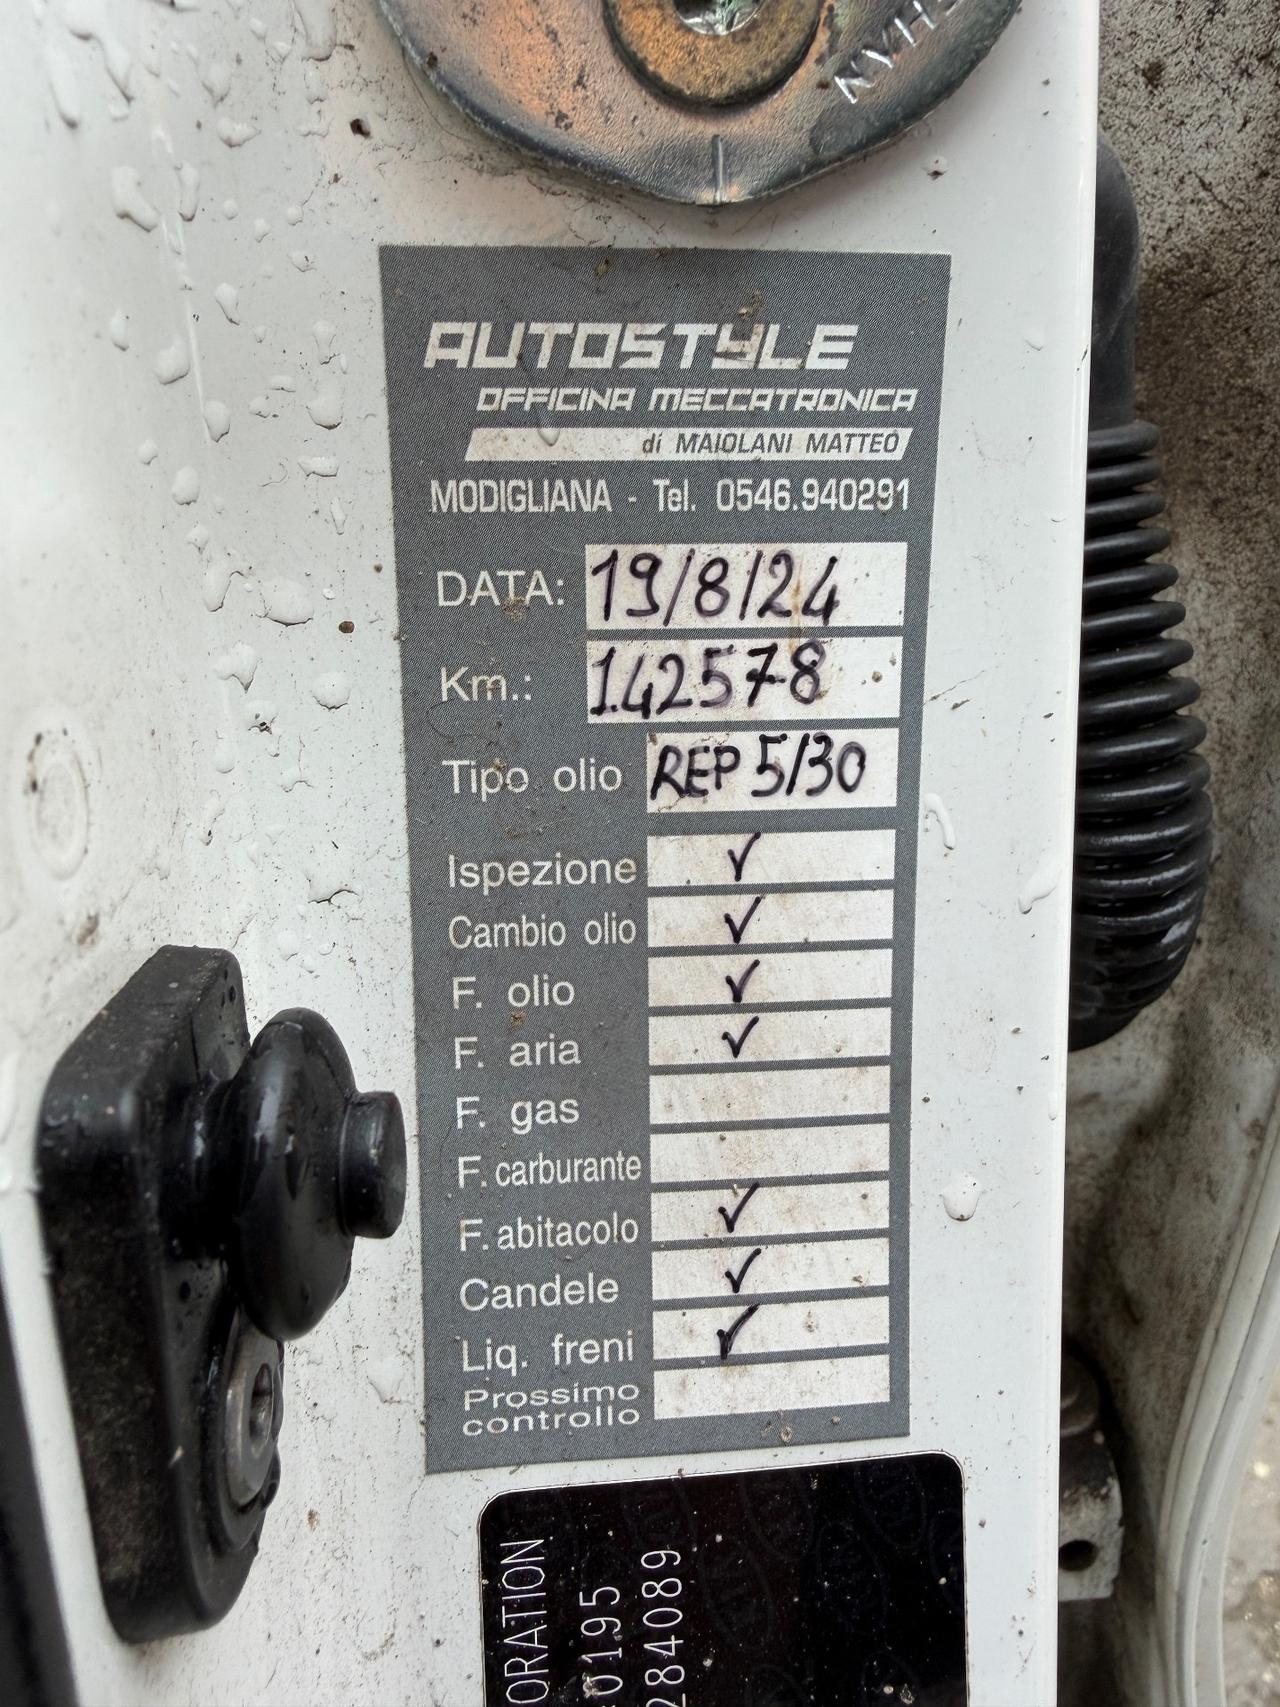 AUTOSTYLE
OFFICINA MECCATRONICA
di MAIOLANI MATTEO
MODIGLIANA - Tel. 0546.940291
DATA: 19/8/24
Km.: 142578
Tipo olio REP 5/30
Ispezione ✓
Cambio olio ✓
F. olio ✓
F. aria ✓
F. gas
F. carburante
F. abitacolo ✓
Candele ✓
Liq. freni ✓
Prossimo
controllo
ORATION
0195
284089